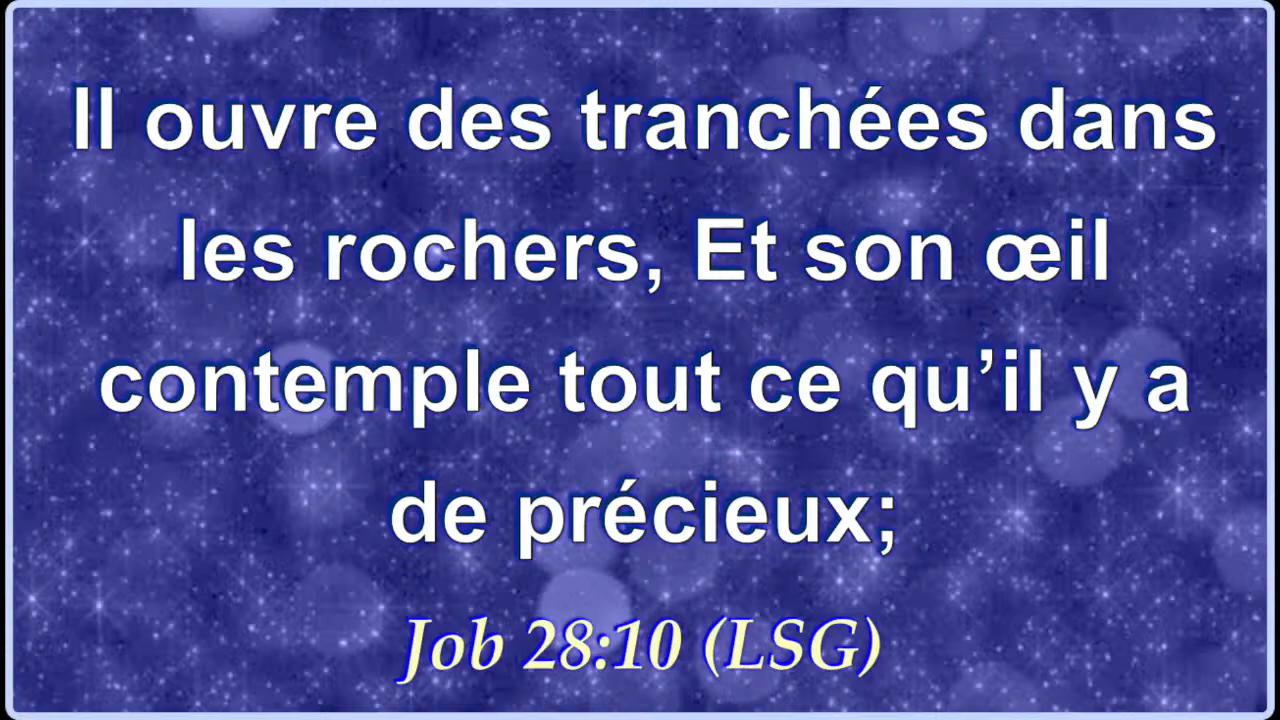 Il ouvre des tranchées dans
les rochers, Et son œil
contemple tout ce qu’il y a
de précieux;
Job 28:10 (LSG)